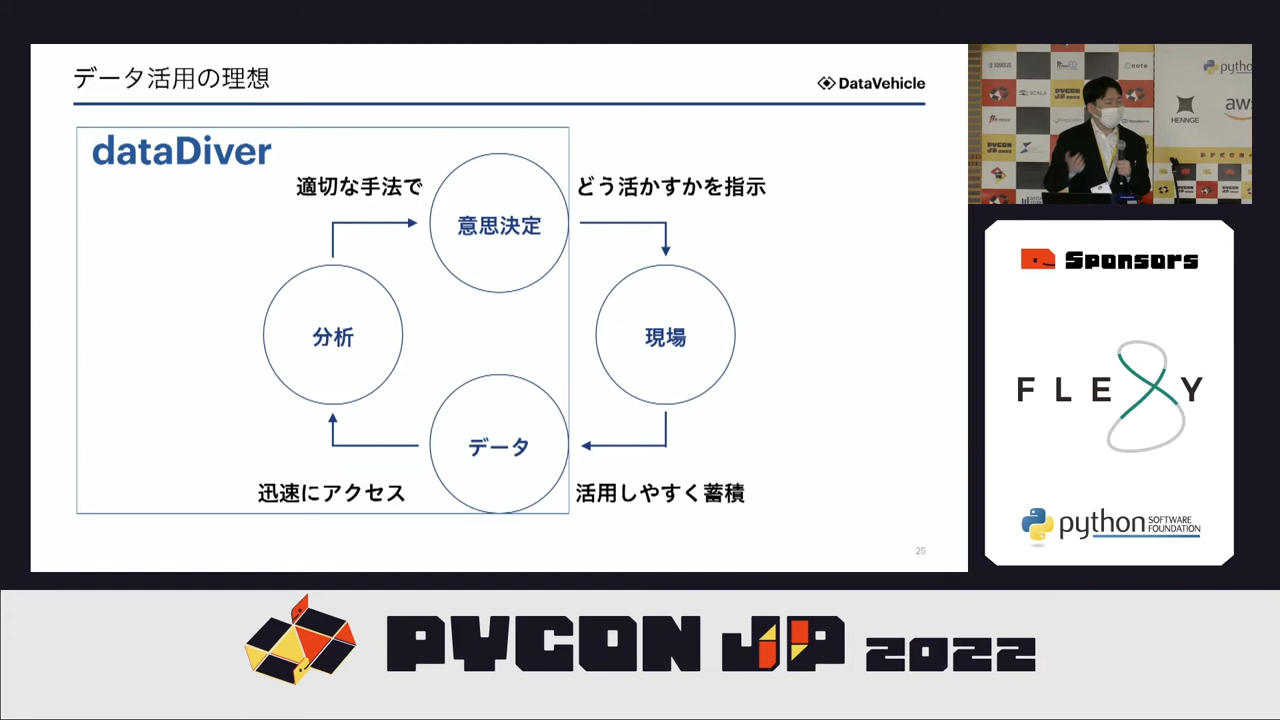 データ活用の理想
DataVehicle
dataDiver
適切な手法で
どう活かすかを指示
意思決定
分析
現場
データ
迅速にアクセス
活用しやすく蓄積
25
note
SCALA
python
HENNGE
aws
Sponsors
FLEXY
python SOFTWARE
FOUNDATION
PYCON JP 2022